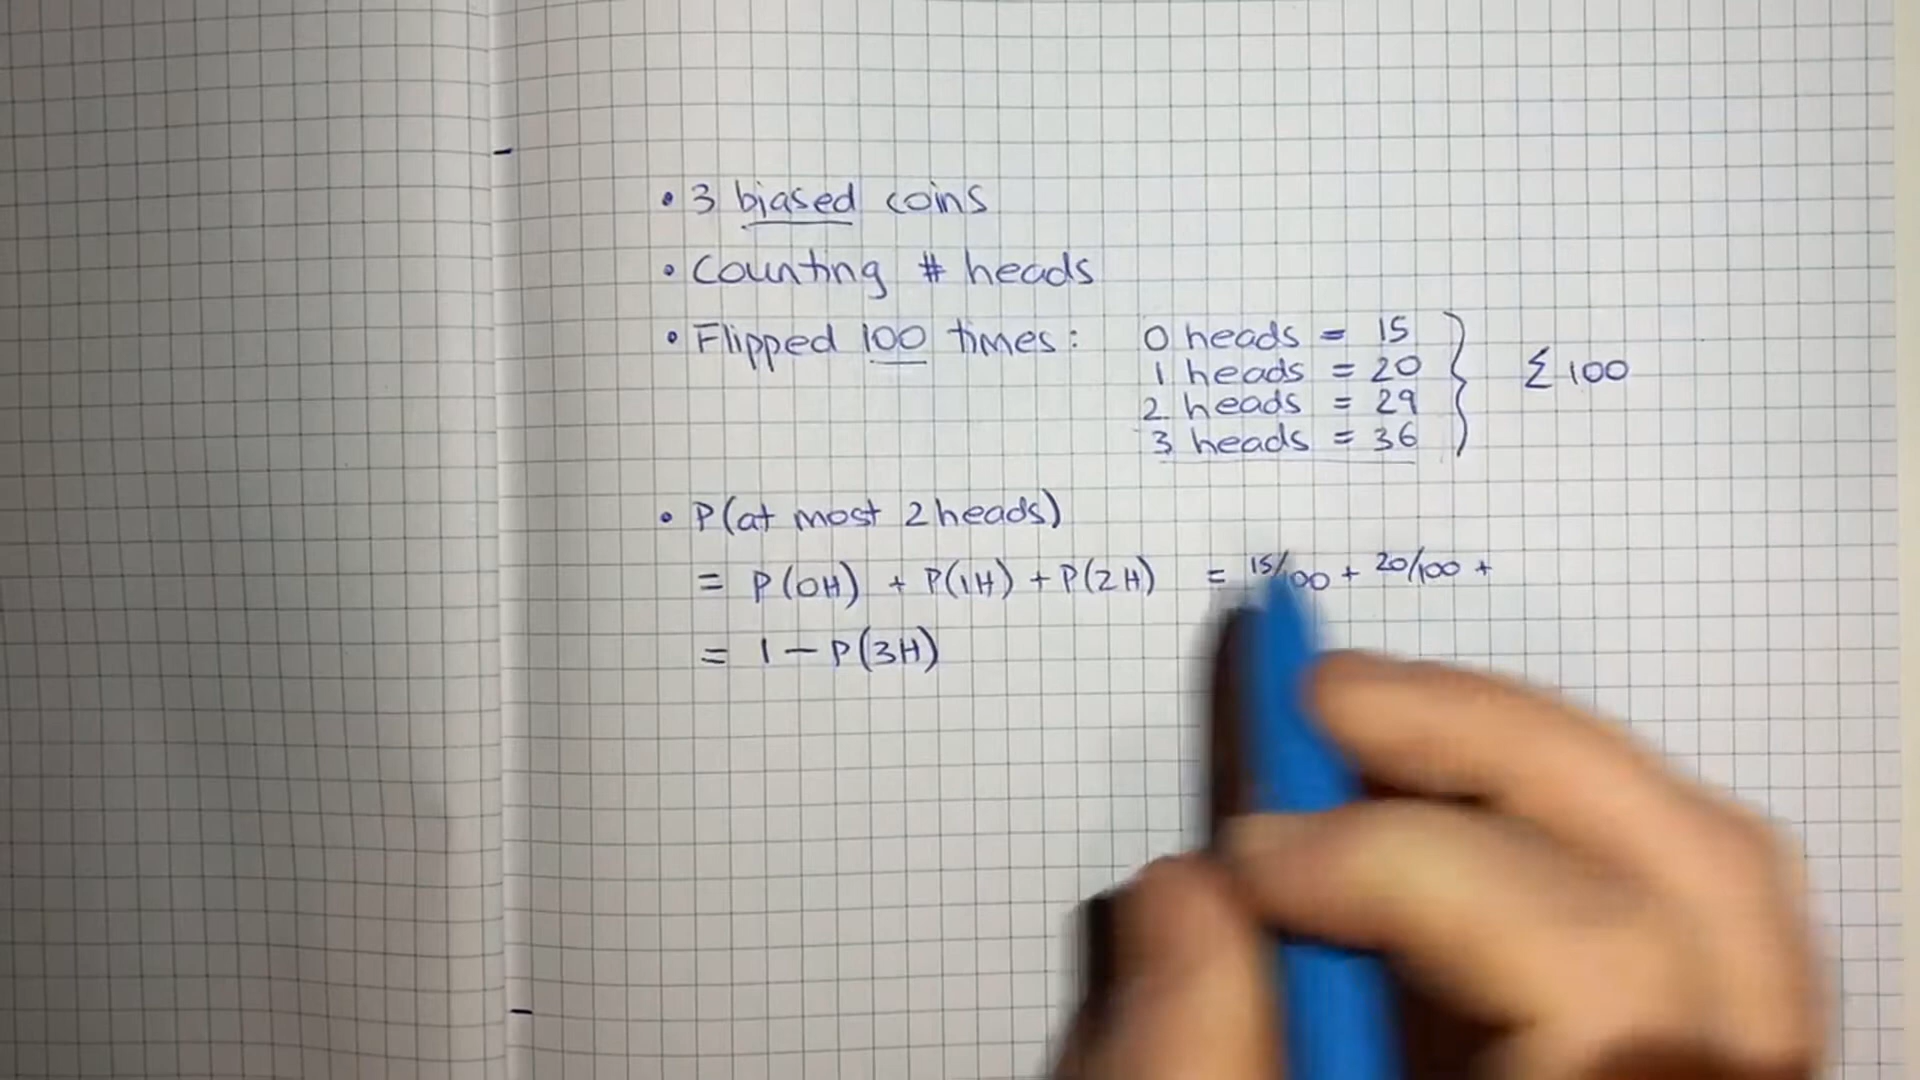 • 3 biased coins
• Counting # heads
• Flipped 100 times: 0 heads = 15
1 heads = 20
2 heads = 29
3 heads = 36
} Σ 100
• P(at most 2 heads)
= P(0H) + P(1H) + P(2H) = 15/100 + 20/100 +
= 1 - P(3H)